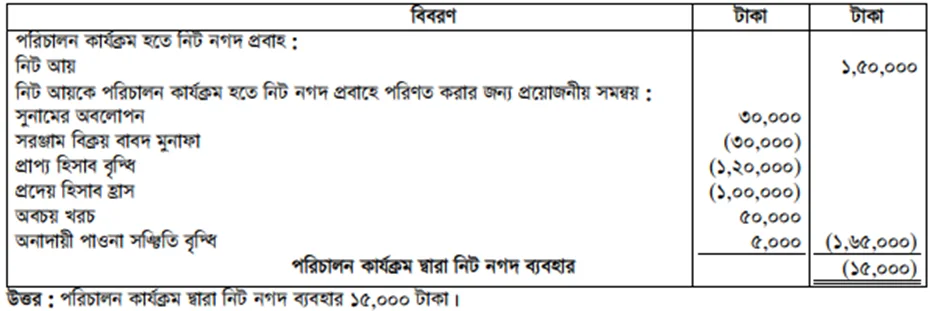 বিবরণ টাকা টাকা
পরিচালন কার্যক্রম হতে নিট নগদ প্রবাহ :
নিট আয় ১,৫০,০০০
নিট আয়কে পরিচালন কার্যক্রম হতে নিট নগদ প্রবাহে পরিণত করার জন্য প্রয়োজনীয় সমন্বয় :
সুনামের অবলোপন ৩০,০০০
সরঞ্জাম বিক্রয় বাবদ মুনাফা (৩০,০০০)
প্রাপ্য হিসাব বৃদ্ধি (১,২০,০০০)
প্রদেয় হিসাব হ্রাস (১,০০,০০০)
অবচয় খরচ ৫০,০০০
অনাদায়ী পাওনা সঞ্চিতি বৃদ্ধি ৫,০০০ (১,৬৫,০০০)
পরিচালন কার্যক্রম দ্বারা নিট নগদ ব্যবহার (১৫,০০০)
উত্তর : পরিচালন কার্যক্রম দ্বারা নিট নগদ ব্যবহার ১৫,০০০ টাকা।